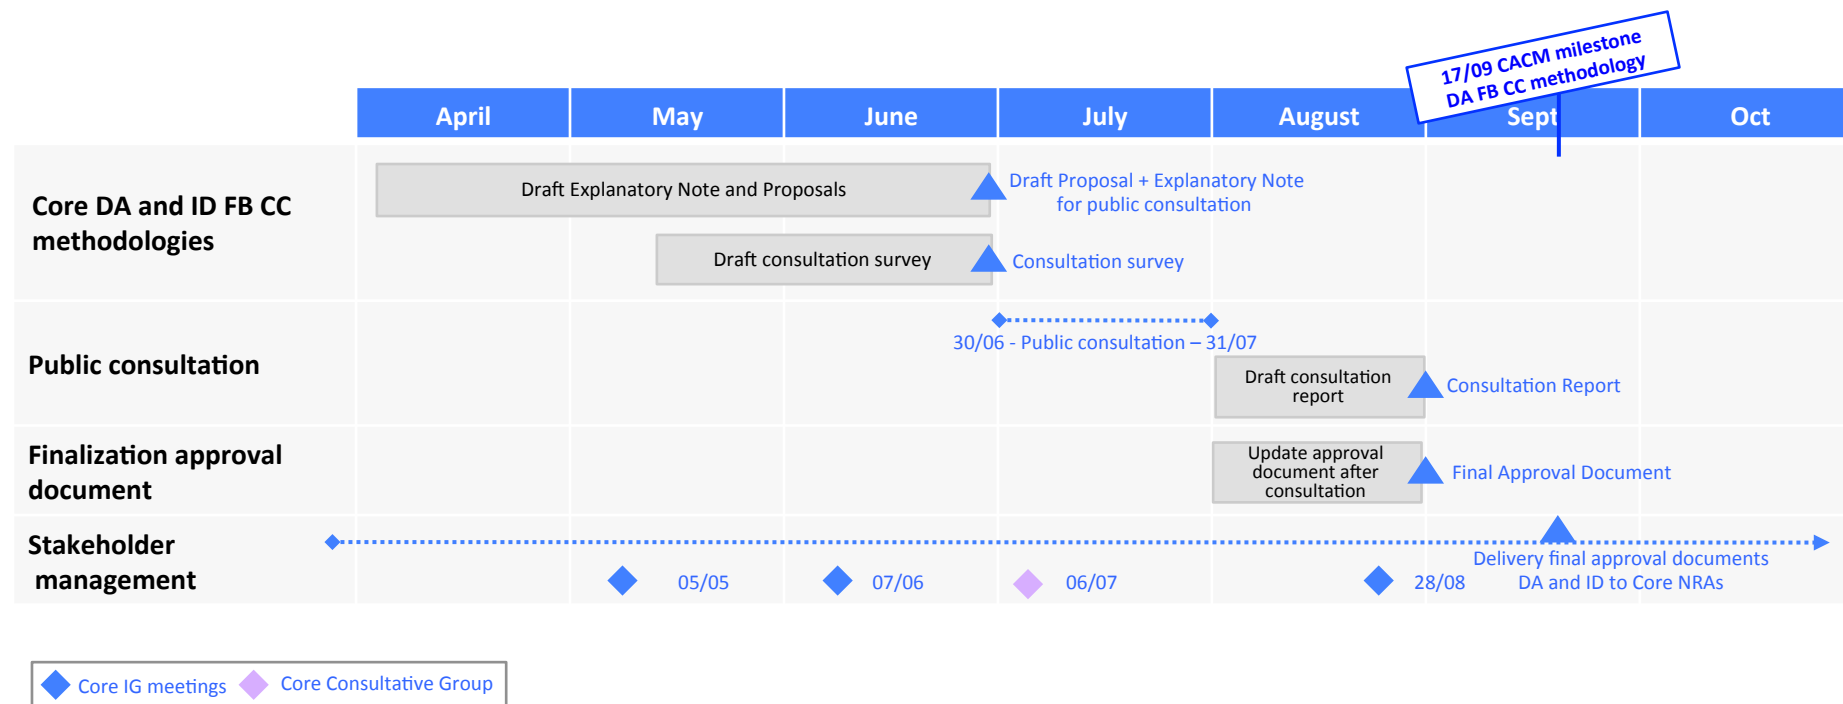 17/09 CACM milestone
DA FB CC methodology
April
May
June
July
August
Sept
Oct
Core DA and ID FB CC
methodologies
Draft Explanatory Note and Proposals
Draft Proposal + Explanatory Note
for public consultation
Draft consultation survey
Consultation survey
Public consultation
30/06 - Public consultation – 31/07
Draft consultation
report
Consultation Report
Finalization approval
document
Update approval
document after
consultation
Final Approval Document
Stakeholder
management
05/05
07/06
06/07
28/08
Delivery final approval documents
DA and ID to Core NRAs
Core IG meetings
Core Consultative Group